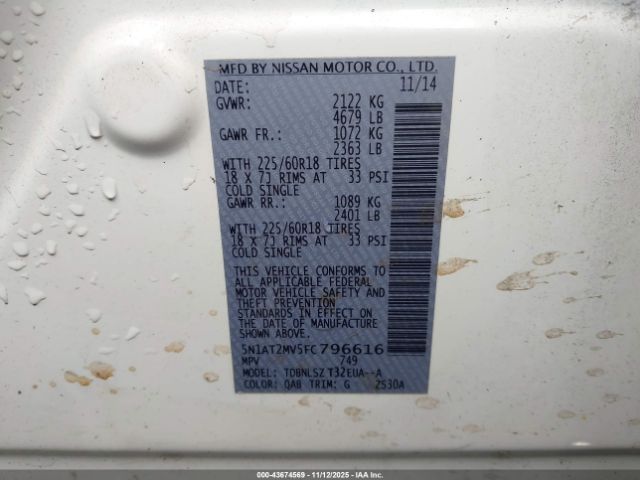 MFD BY NISSAN MOTOR CO., LTD.
DATE: 11/14
GVWR: 2122 KG
4679 LB
GAWR FR.: 1072 KG
2363 LB
WITH 225/60R18 TIRES
18 X 7J RIMS AT 33 PSI
COLD SINGLE
GAWR RR.: 1089 KG
2401 LB
WITH 225/60R18 TIRES
18 X 7J RIMS AT 33 PSI
COLD SINGLE
THIS VEHICLE CONFORMS TO
ALL APPLICABLE FEDERAL
MOTOR VEHICLE SAFETY AND
THEFT PREVENTION
STANDARDS IN EFFECT ON
THE DATE OF MANUFACTURE
SHOWN ABOVE.
5N1AT2MV5FC796616
MPV 749
MODEL: TDBNLSZ T32EUA--A
COLOR: QAB TRIM: G 2530A
000-43674569 - 11/12/2025 - IAA Corp.